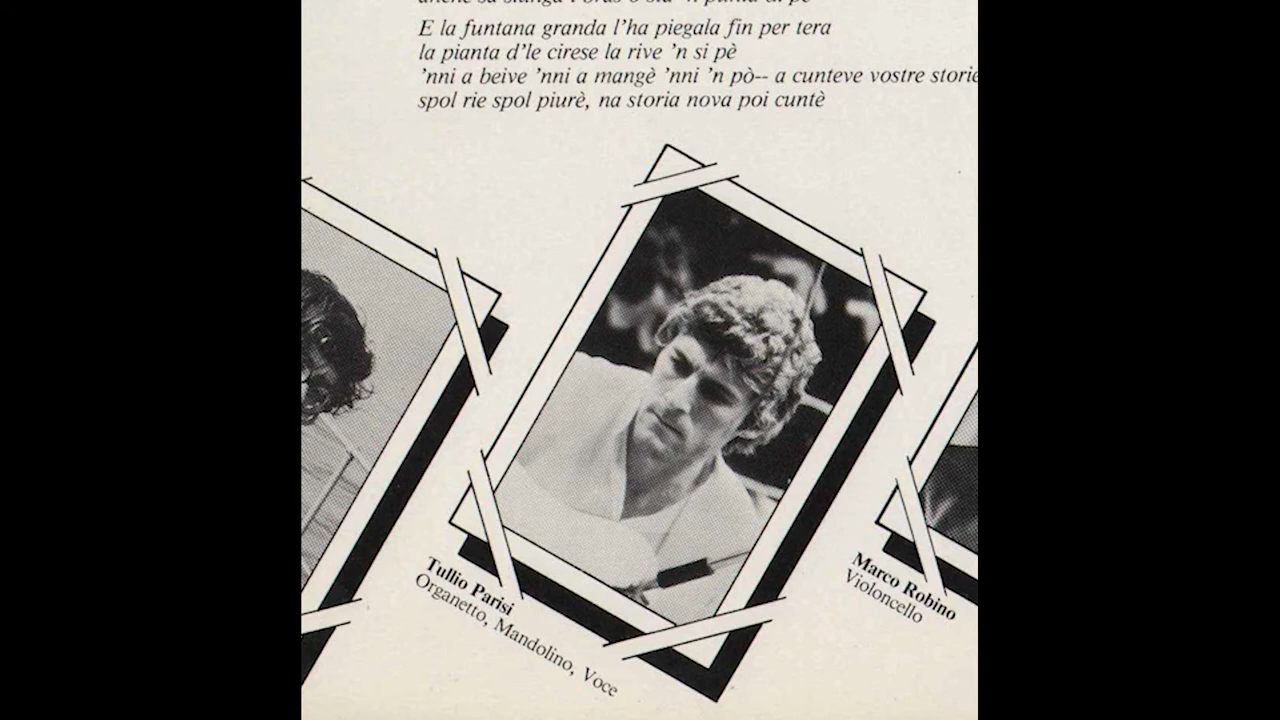 E la funtana granda l'ha piegala fin per tera
la pianta d'le cirese la rive 'n si pè
'nni a beive 'nni a mangè 'nni 'n pò-- a cunteve vostre storie
spol rie spol piurè, na storia nova poi cuntè
Tullio Parisi
Organetto, Mandolino, Voce
Marco Robino
Violoncello